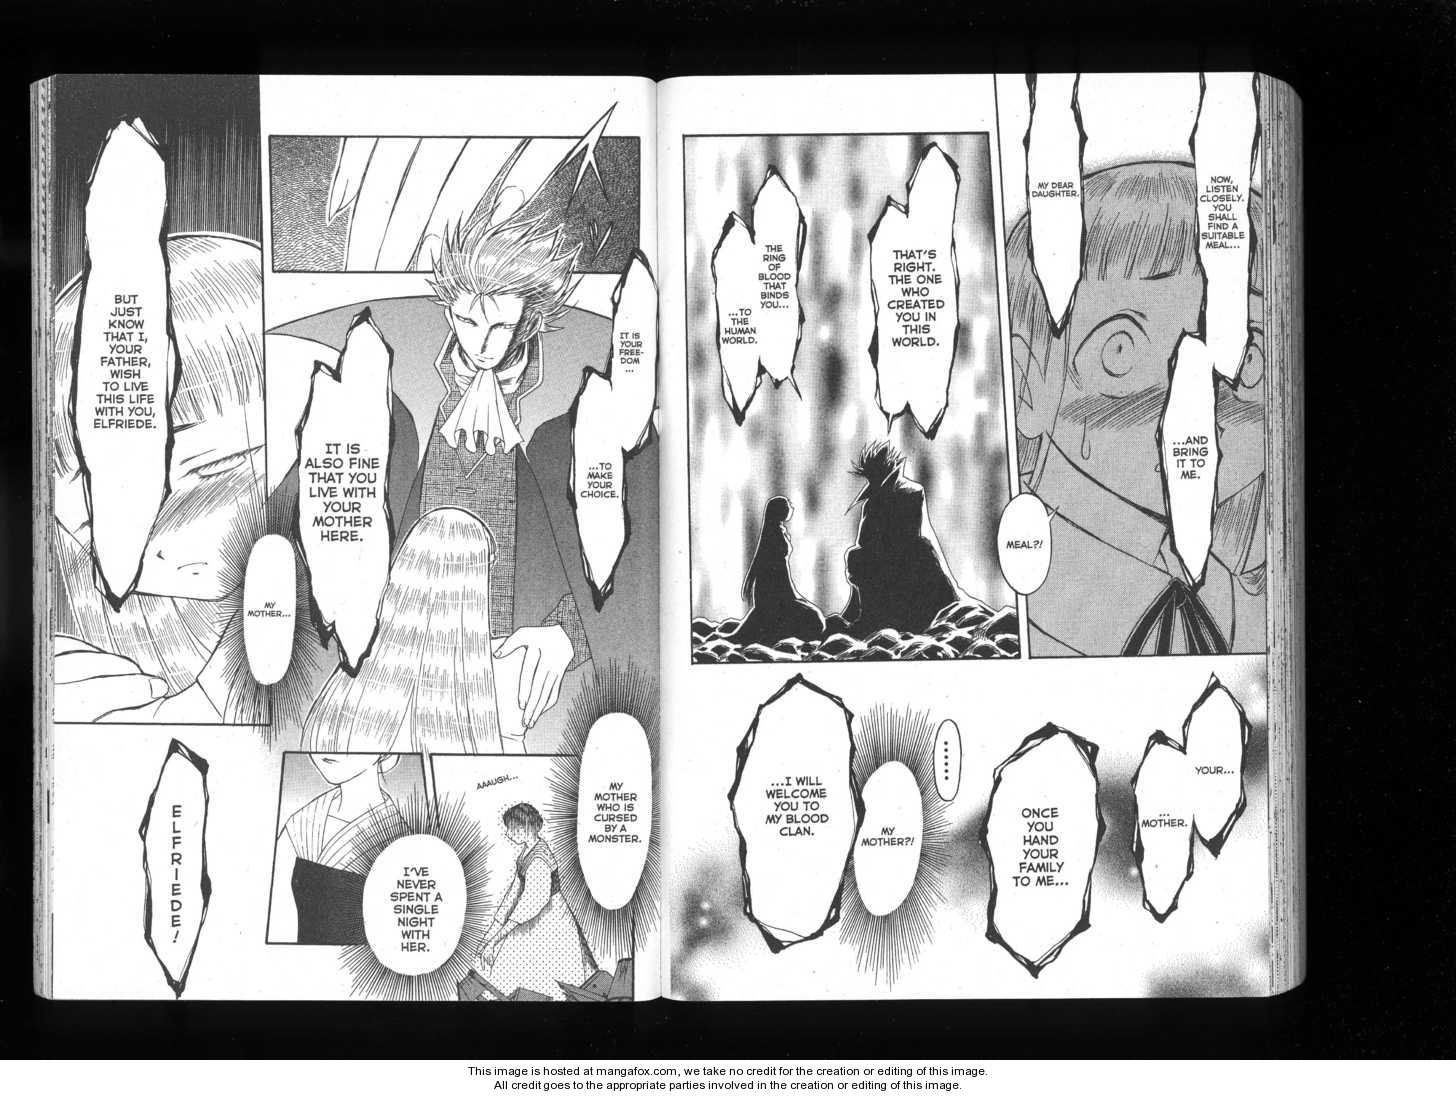 NOW,
LISTEN
CLOSELY.
YOU
SHALL
FIND A
SUITABLE
MEAL...
...AND
BRING
IT TO
ME.
MY DEAR
DAUGHTER.
MEAL?!
THAT'S
RIGHT.
THE ONE
WHO
CREATED
YOU IN
THIS
WORLD.
THE
RING
OF
BLOOD
THAT
BINDS
YOU...
...TO
THE
HUMAN
WORLD.
YOUR...
...
MOTHER.
ONCE
YOU
HAND
YOUR
FAMILY
TO ME...
......
MY
MOTHER?!
...I WILL
WELCOME
YOU TO
MY BLOOD
CLAN.
IT IS
YOUR
FREE-
DOM
...
...TO
MAKE
YOUR
CHOICE.
IT IS
ALSO FINE
THAT YOU
LIVE WITH
YOUR
MOTHER
HERE.
MY
MOTHER...
BUT
JUST
KNOW
THAT I,
YOUR
FATHER,
WISH
TO LIVE
THIS LIFE
WITH YOU,
ELFRIEDE.
MY
MOTHER
WHO IS
CURSED
BY A
MONSTER.
AAAUGH...
I'VE
NEVER
SPENT A
SINGLE
NIGHT
WITH
HER.
ELFRIEDE!
This image is hosted at mangafox.com, we take no credit for the creation or editing of this image.
All credit goes to the appropriate parties involved in the creation or editing of this image.